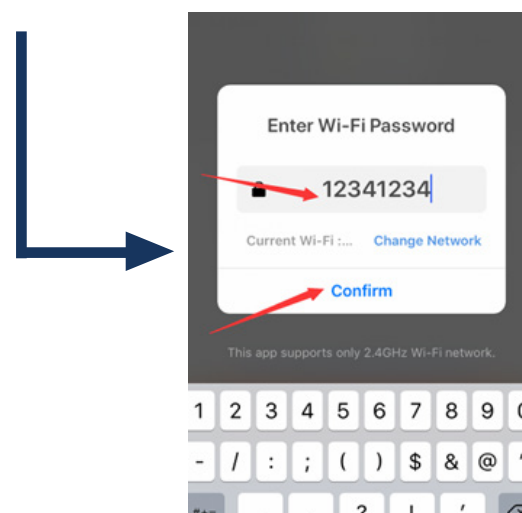 Enter Wi-Fi Password
12341234
Current Wi-Fi :... Change Network
Confirm
This app supports only 2.4GHz Wi-Fi network.
1 2 3 4 5 6 7 8 9 0
- / : ; ( ) $ & @
#+= ? ! '